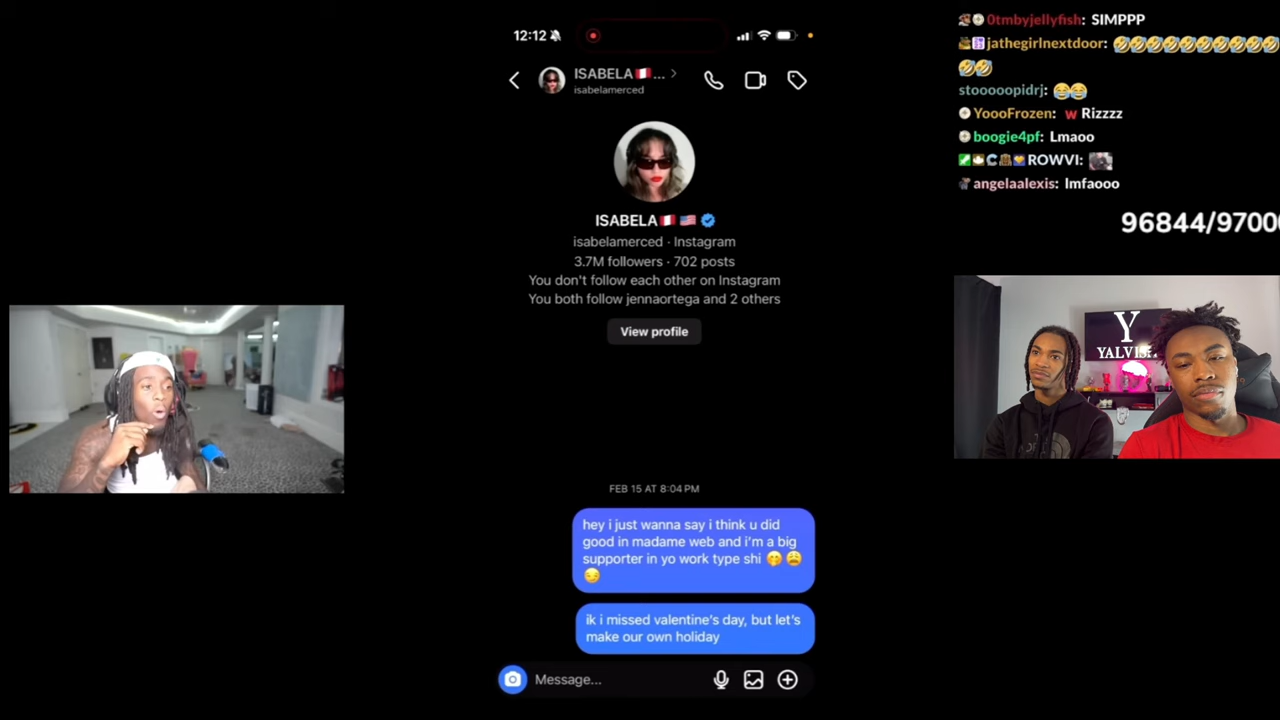 12:12
ISABELA🇵🇪...
isabelamerced
ISABELA🇵🇪 🇺🇸
isabelamerced · Instagram
3.7M followers · 702 posts
You don't follow each other on Instagram
You both follow jennaortega and 2 others
View profile
FEB 15 AT 8:04 PM
hey i just wanna say i think u did
good in madame web and i'm a big
supporter in yo work type shi 🤭 😩
😏
ik i missed valentine's day, but let's
make our own holiday
Message...
0tmbyjellyfish: SIMPPP
jathegirlnextdoor: 🤣🤣🤣🤣🤣🤣🤣🤣🤣🤣
🤣🤣
stooooopidrj: 😂😂
YoooFrozen: W Rizzzz
boogie4pf: Lmaoo
ROWVI:
angelaalexis: lmfaooo
96844/97000
Y
YALVISH